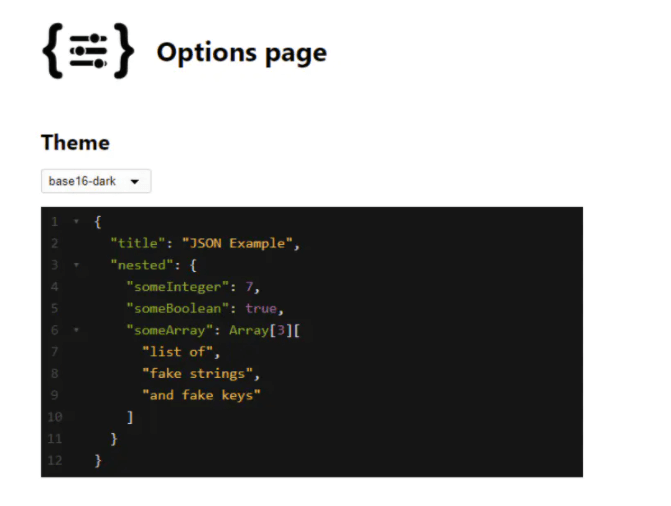 Options page
Theme
base16-dark
1 {
2 "title": "JSON Example",
3 "nested": {
4 "someInteger": 7,
5 "someBoolean": true,
6 "someArray": Array[3][
7 "list of",
8 "fake strings",
9 "and fake keys"
10 ]
11 }
12 }